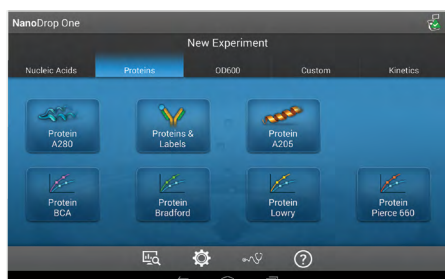 NanoDrop One
New Experiment
Nucleic Acids Proteins OD600 Custom Kinetics
Protein
A280
Proteins &
Labels
Protein
A205
Protein
BCA
Protein
Bradford
Protein
Lowry
Protein
Pierce 660
?